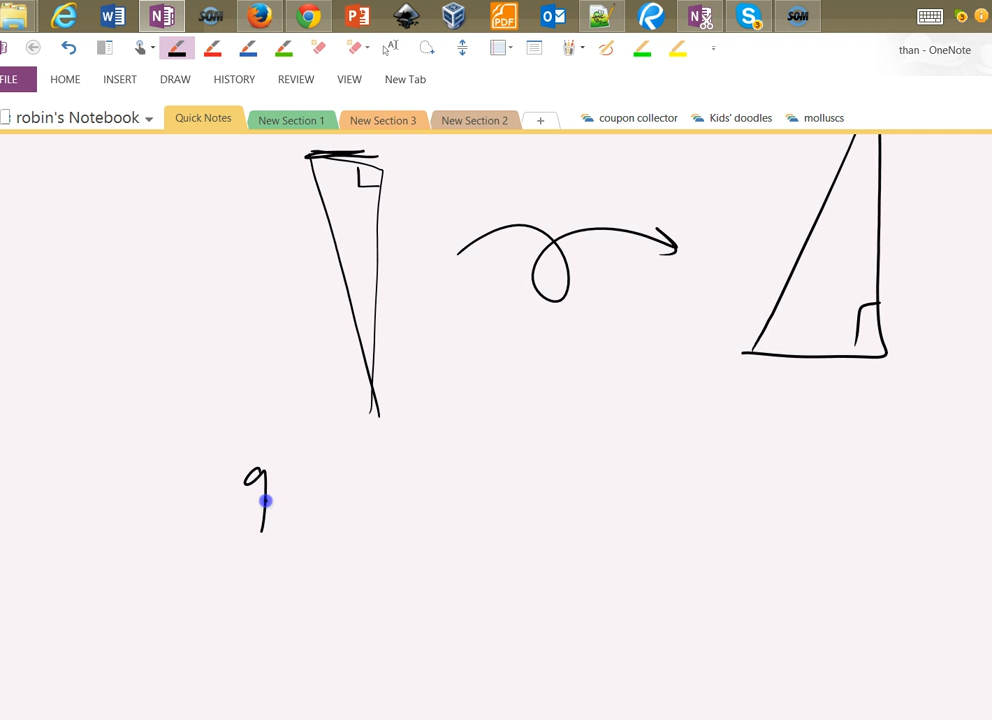 than - OneNote
FILE HOME INSERT DRAW HISTORY REVIEW VIEW New Tab
robin's Notebook Quick Notes New Section 1 New Section 3 New Section 2 + coupon collector Kids' doodles molluscs
9